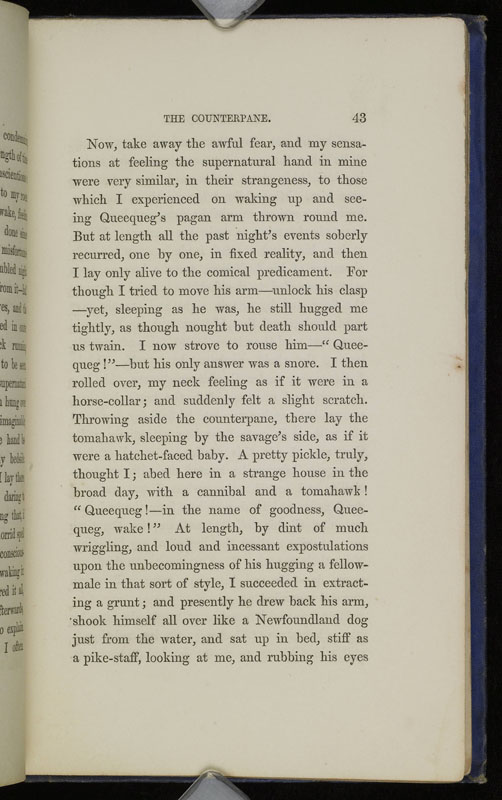 THE COUNTERPANE. 43
Now, take away the awful fear, and my sensa-
tions at feeling the supernatural hand in mine
were very similar, in their strangeness, to those
which I experienced on waking up and see-
ing Queequeg's pagan arm thrown round me.
But at length all the past night's events soberly
recurred, one by one, in fixed reality, and then
I lay only alive to the comical predicament. For
though I tried to move his arm—unlock his clasp
—yet, sleeping as he was, he still hugged me
tightly, as though nought but death should part
us twain. I now strove to rouse him—“ Quee-
queg !”—but his only answer was a snore. I then
rolled over, my neck feeling as if it were in a
horse-collar; and suddenly felt a slight scratch.
Throwing aside the counterpane, there lay the
tomahawk, sleeping by the savage's side, as if it
were a hatchet-faced baby. A pretty pickle, truly,
thought I; abed here in a strange house in the
broad day, with a cannibal and a tomahawk!
“ Queequeg!—in the name of goodness, Quee-
queg, wake!” At length, by dint of much
wriggling, and loud and incessant expostulations
upon the unbecomingness of his hugging a fellow-
male in that sort of style, I succeeded in extract-
ing a grunt; and presently he drew back his arm,
shook himself all over like a Newfoundland dog
just from the water, and sat up in bed, stiff as
a pike-staff, looking at me, and rubbing his eyes